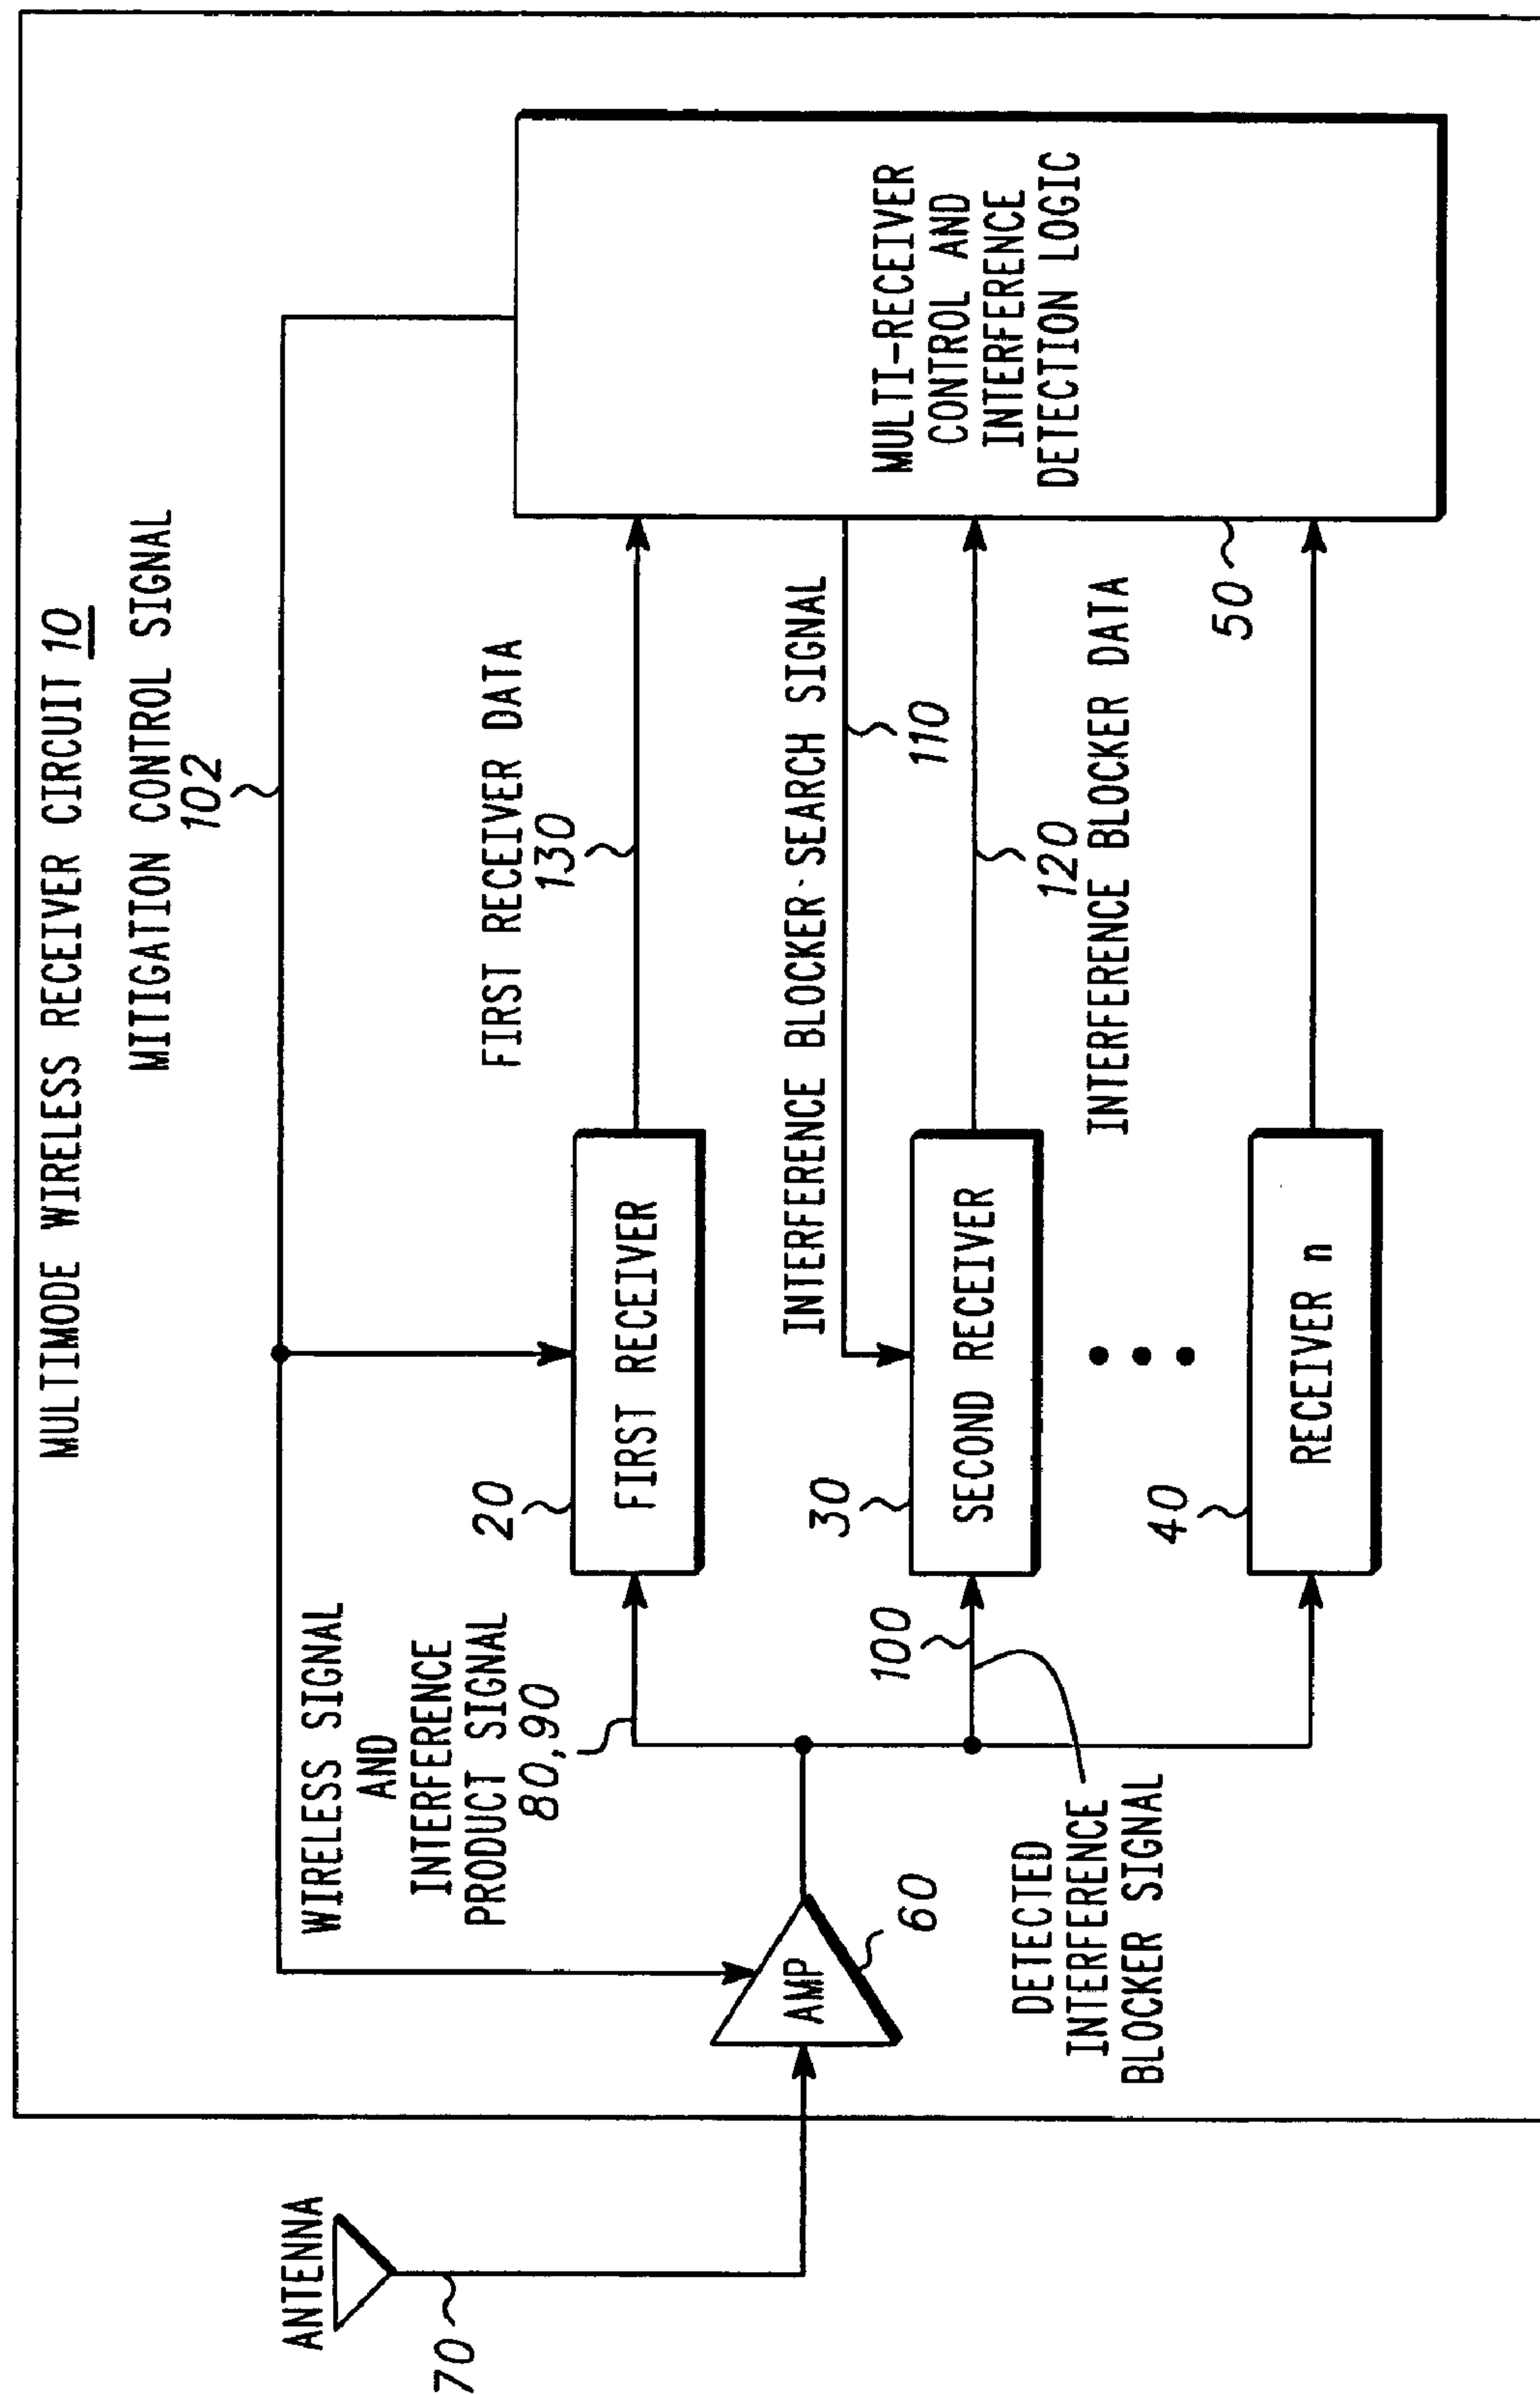 MULTIMODE WIRELESS RECEIVER CIRCUIT 10
MITIGATION CONTROL SIGNAL
102
ANTENNA
70
WIRELESS SIGNAL
AND
INTERFERENCE
PRODUCT SIGNAL
80,90
AMP
60
DETECTED
INTERFERENCE
BLOCKER SIGNAL
100
20
FIRST RECEIVER
FIRST RECEIVER DATA
130
INTERFERENCE BLOCKER SEARCH SIGNAL
110
30
SECOND RECEIVER
120
INTERFERENCE BLOCKER DATA
40
RECEIVER n
50
MULTI-RECEIVER
CONTROL AND
INTERFERENCE
DETECTION LOGIC